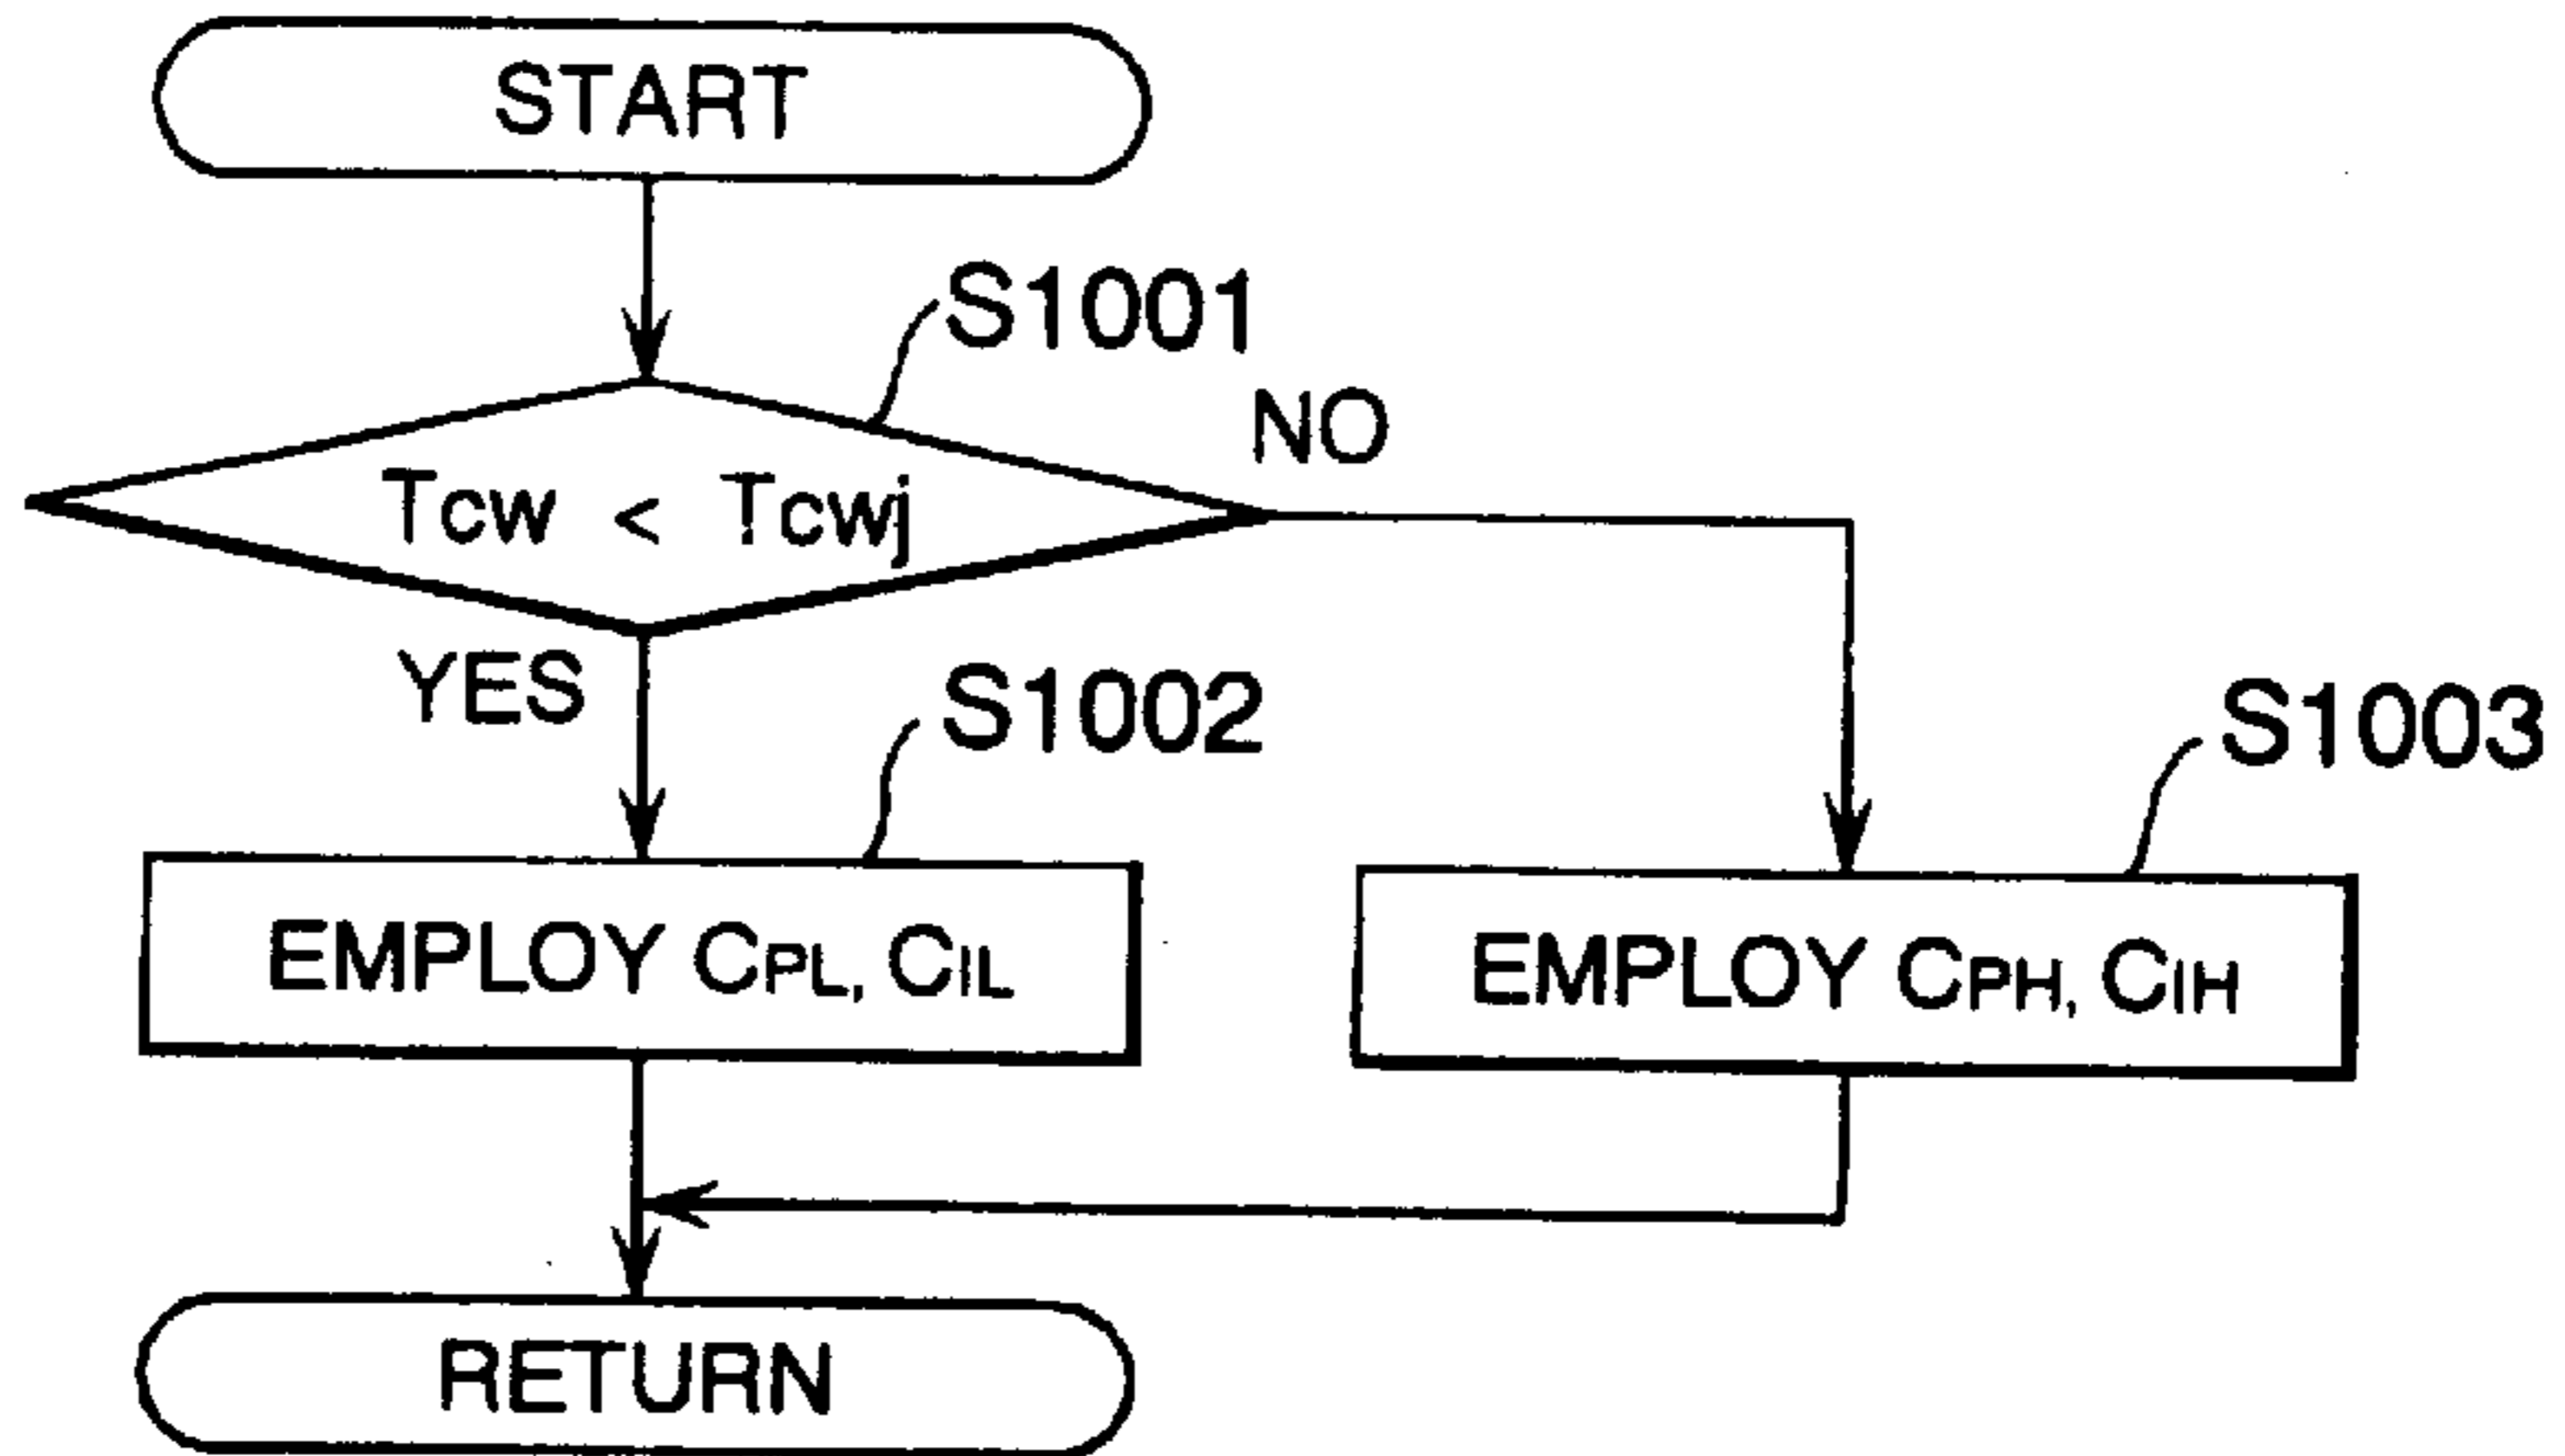 START
S1001
NO
Tcw < Tcwj
YES
S1002
S1003
EMPLOY CPL, CIL
EMPLOY CPH, CIH
RETURN